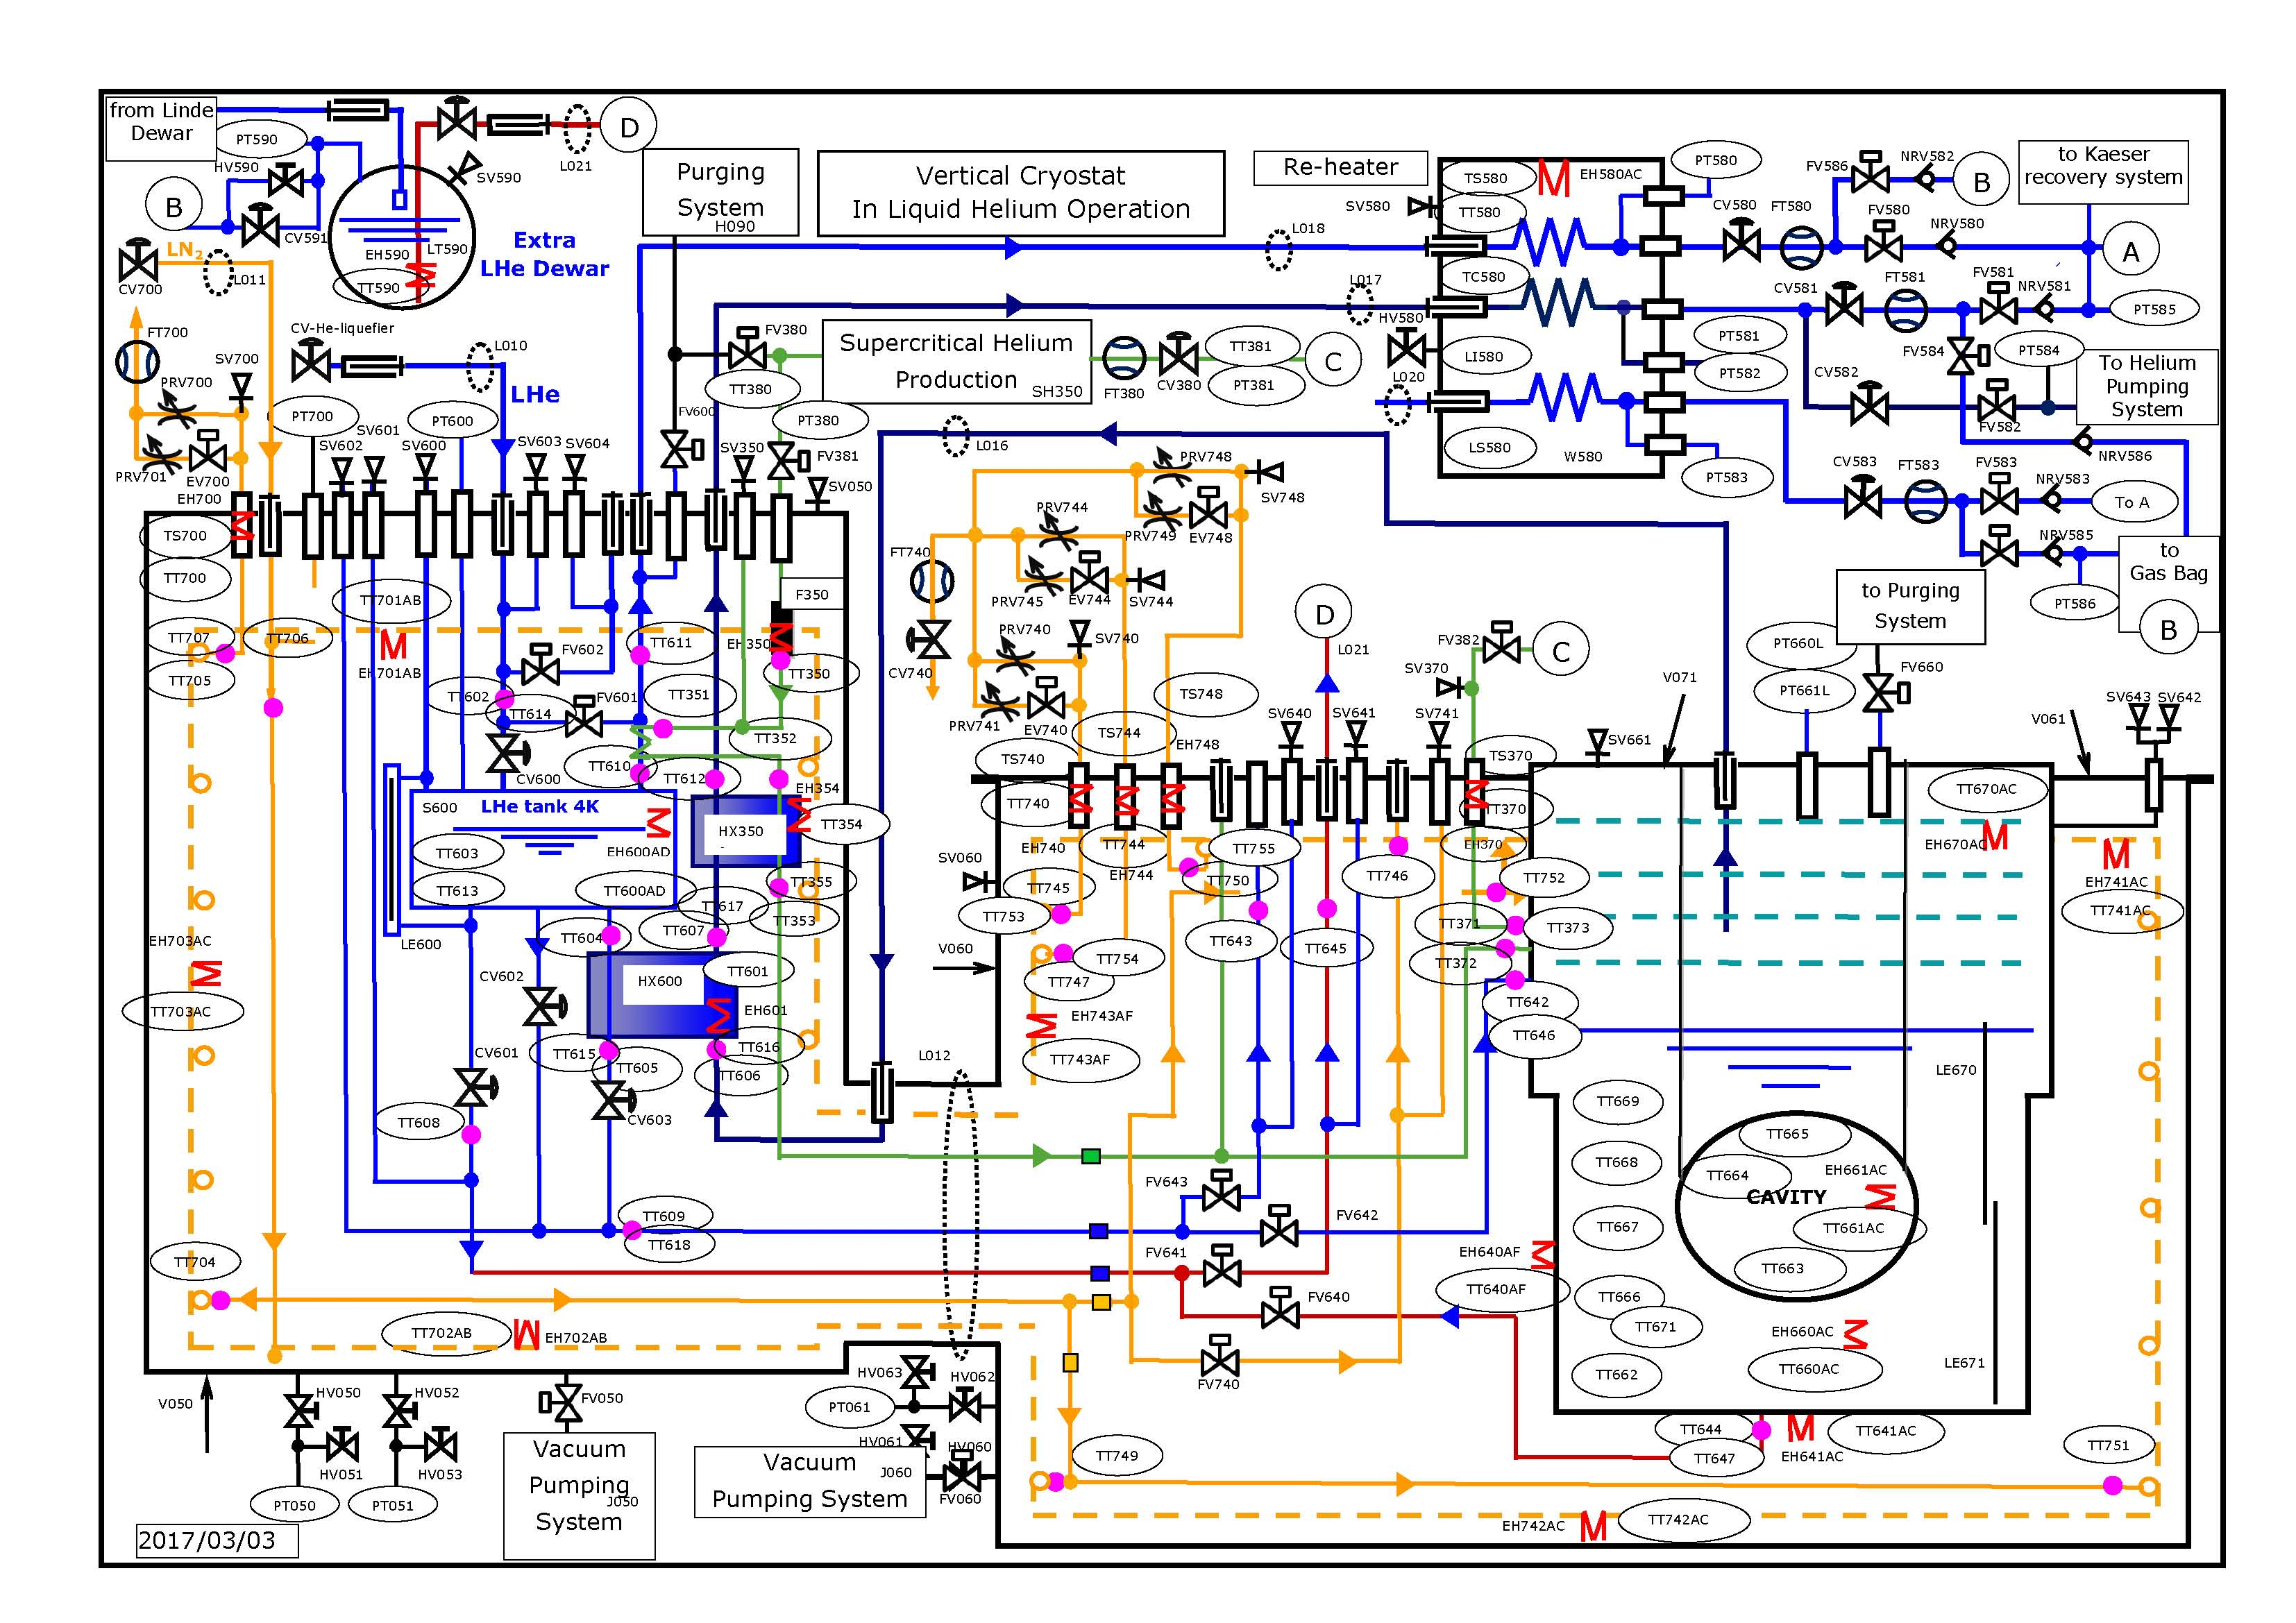 from Linde
Dewar
PT590
HV590
B
CV591
SV590
L021
D
EH590
LT590
TT590
Extra
LHe Dewar
LN2
L011
CV700
Purging
System
H090
Vertical Cryostat
In Liquid Helium Operation
Re-heater
TS580
EH580AC
TT580
SV580
TC580
LI580
LS580
W580
L018
L017
HV580
L020
PT580
FV586
NRV582
B
CV580
FT580
FV580
NRV580
A
to Kaeser
recovery system
CV581
FT581
FV581
NRV581
PT585
PT581
PT582
FV584
PT584
CV582
FV582
To Helium
Pumping
System
NRV586
PT583
CV583
FT583
FV583
NRV583
To A
NRV585
PT586
to
Gas Bag
B
FT700
PRV700
SV700
PRV701
EV700
EH700
CV-He-liquefier
L010
LHe
PT700
SV602
SV601
SV600
PT600
SV603
SV604
FV600
FV380
TT380
Supercritical Helium
Production
SH350
FT380
CV380
TT381
PT381
C
PT380
SV350
FV381
SV050
L016
TS700
TT700
TT707
TT706
TT705
TT701AB
EH701AB
FV602
TT602
TT614
FV601
CV600
TT611
TT351
EH350
F350
TT350
TT352
TT610
TT612
EH354
TT354
HX350
S600
LHe tank 4K
TT603
TT613
EH600AD
TT600AD
LE600
TT617
TT607
TT355
TT353
TT604
HX600
TT601
EH601
TT616
TT606
TT615
TT605
CV602
CV601
CV603
TT608
TT609
TT618
EH703AC
TT703AC
TT704
TT702AB
EH702AB
V050
HV050
HV051
HV052
HV053
PT050
PT051
FV050
Vacuum
Pumping
System
J050
Vacuum
Pumping System
J060
HV063
HV062
PT061
HV061
HV060
FV060
2017/03/03
L012
FT740
CV740
PRV748
SV748
PRV749
EV748
PRV744
PRV745
EV744
SV744
PRV740
SV740
PRV741
EV740
TS740
TS744
TS748
EH748
TT740
EH740
TT744
EH744
TT745
TT753
SV060
V060
TT747
TT754
EH743AF
TT743AF
TT750
TT755
TT643
TT645
TT746
D
L021
SV640
SV641
SV741
SV370
FV382
C
TS370
TT370
EH370
TT752
TT371
TT373
TT372
TT642
TT646
to Purging
System
PT660L
PT661L
FV660
V071
SV661
V061
SV643
SV642
TT670AC
EH670AC
EH741AC
TT741AC
LE670
LE671
TT669
TT668
TT667
TT666
TT671
TT662
TT665
TT664
EH661AC
CAVITY
TT661AC
TT663
EH660AC
TT660AC
EH640AF
TT640AF
TT644
TT647
EH641AC
TT641AC
TT751
FV643
FV642
FV641
FV640
FV740
TT749
EH742AC
TT742AC